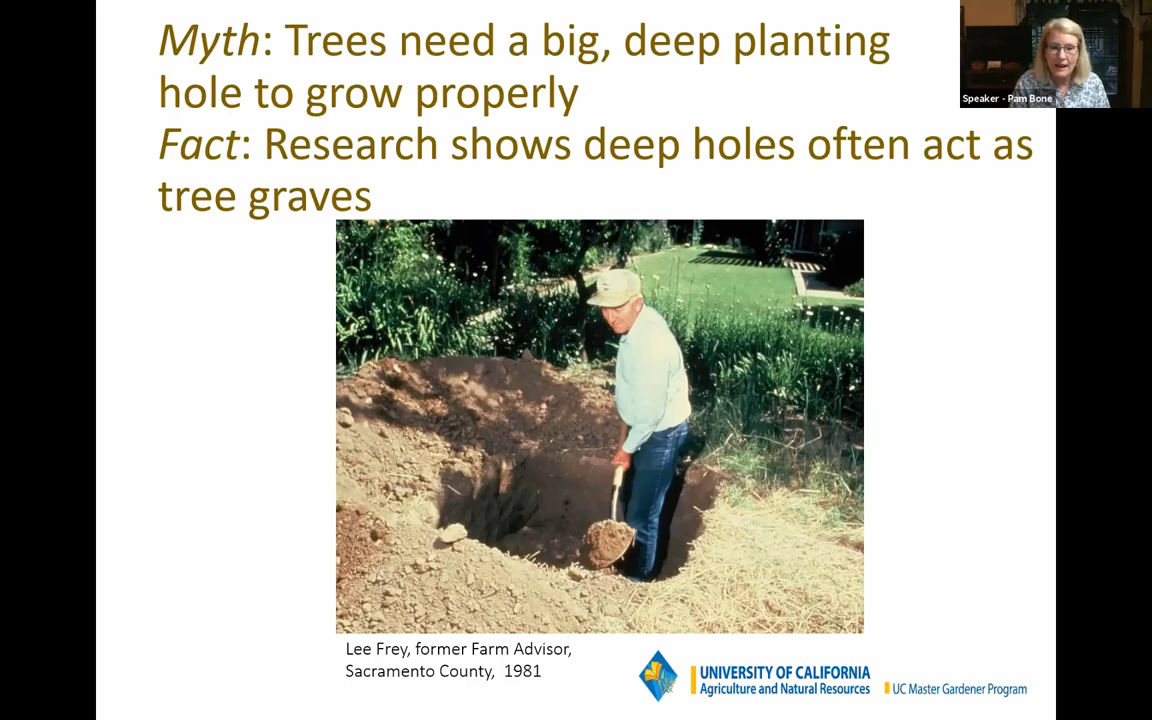 Myth: Trees need a big, deep planting
hole to grow properly
Fact: Research shows deep holes often act as
tree graves
Speaker - Pam Bone
Lee Frey, former Farm Advisor,
Sacramento County, 1981
UNIVERSITY OF CALIFORNIA
Agriculture and Natural Resources
UC Master Gardener Program